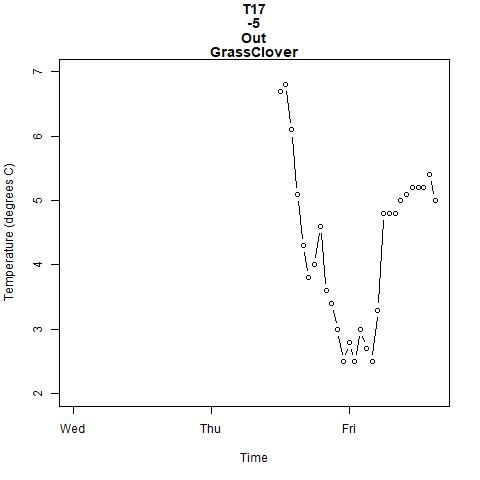 T17
-5
Out
GrassClover
Temperature (degrees C)
7
6
5
4
3
2
Wed Thu Fri
Time